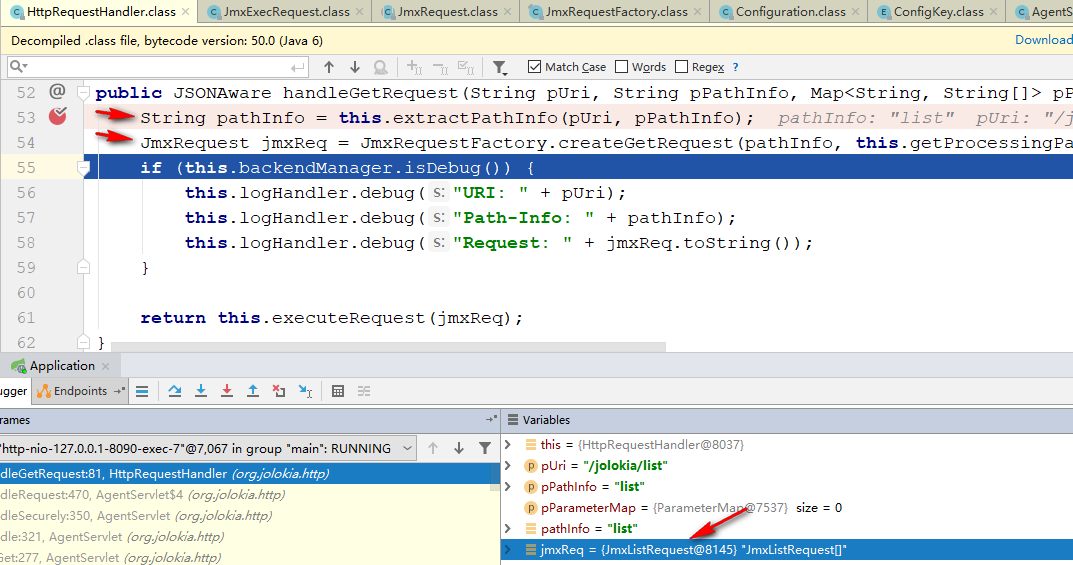 HttpRequestHandler.class × JmxExecRequest.class × JmxRequest.class × JmxRequestFactory.class × Configuration.class × ConfigKey.class × AgentS
Decompiled .class file, bytecode version: 50.0 (Java 6) Download
Match Case Words Regex ?
52 @ public JSONAware handleGetRequest(String pUri, String pPathInfo, Map<String, String[]> pP
53 String pathInfo = this.extractPathInfo(pUri, pPathInfo); pathInfo: "list" pUri: "/j
54 JmxRequest jmxReq = JmxRequestFactory.createGetRequest(pathInfo, this.getProcessingPa
55 if (this.backendManager.isDebug()) {
56 this.logHandler.debug( s: "URI: " + pUri);
57 this.logHandler.debug( s: "Path-Info: " + pathInfo);
58 this.logHandler.debug( s: "Request: " + jmxReq.toString());
59 }
60
61 return this.executeRequest(jmxReq);
62 }
Application ×
ugger Endpoints
rames
"http-nio-127.0.0.1-8090-exec-7"@7,067 in group "main": RUNNING
dleGetRequest:81, HttpRequestHandler (org.jolokia.http)
dleRequest:470, AgentServlet$4 (org.jolokia.http)
dleSecurely:350, AgentServlet (org.jolokia.http)
dle:321, AgentServlet (org.jolokia.http)
Get:277, AgentServlet (org.jolokia.http)
Variables
this = {HttpRequestHandler@8037}
pUri = "/jolokia/list"
pPathInfo = "list"
pParameterMap = {ParameterMap@7537} size = 0
pathInfo = "list"
jmxReq = {JmxListRequest@8145} "JmxListRequest[]"